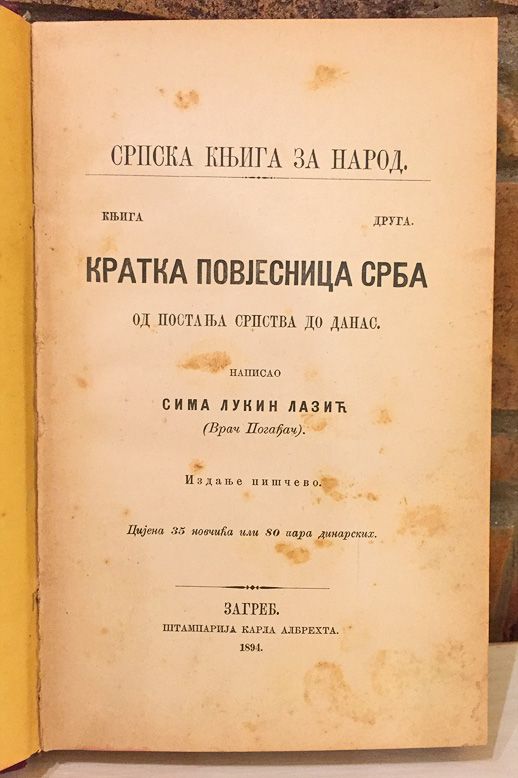 СРПСКА КЊИГА ЗА НАРОД.
КЊИГА ДРУГА.
КРАТКА ПОВЈЕСНИЦА СРБА
ОД ПОСТАЊА СРПСТВА ДО ДАНАС.
НАПИСАО
СИМА ЛУКИН ЛАЗИЋ
(Врач Погађач).
Издање пишчево.
Цијена 35 новчића или 80 пара динарских.
ЗАГРЕБ.
ШТАМПАРИЈА КАРЛА АЛБРЕХТА.
1894.